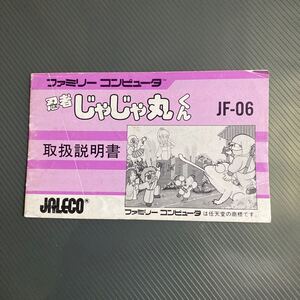 ファミリー コンピュータ™
忍者じゃじゃ丸くん
JF-06
取扱説明書
JALECO®
ファミリー コンピュータは任天堂の商標です。